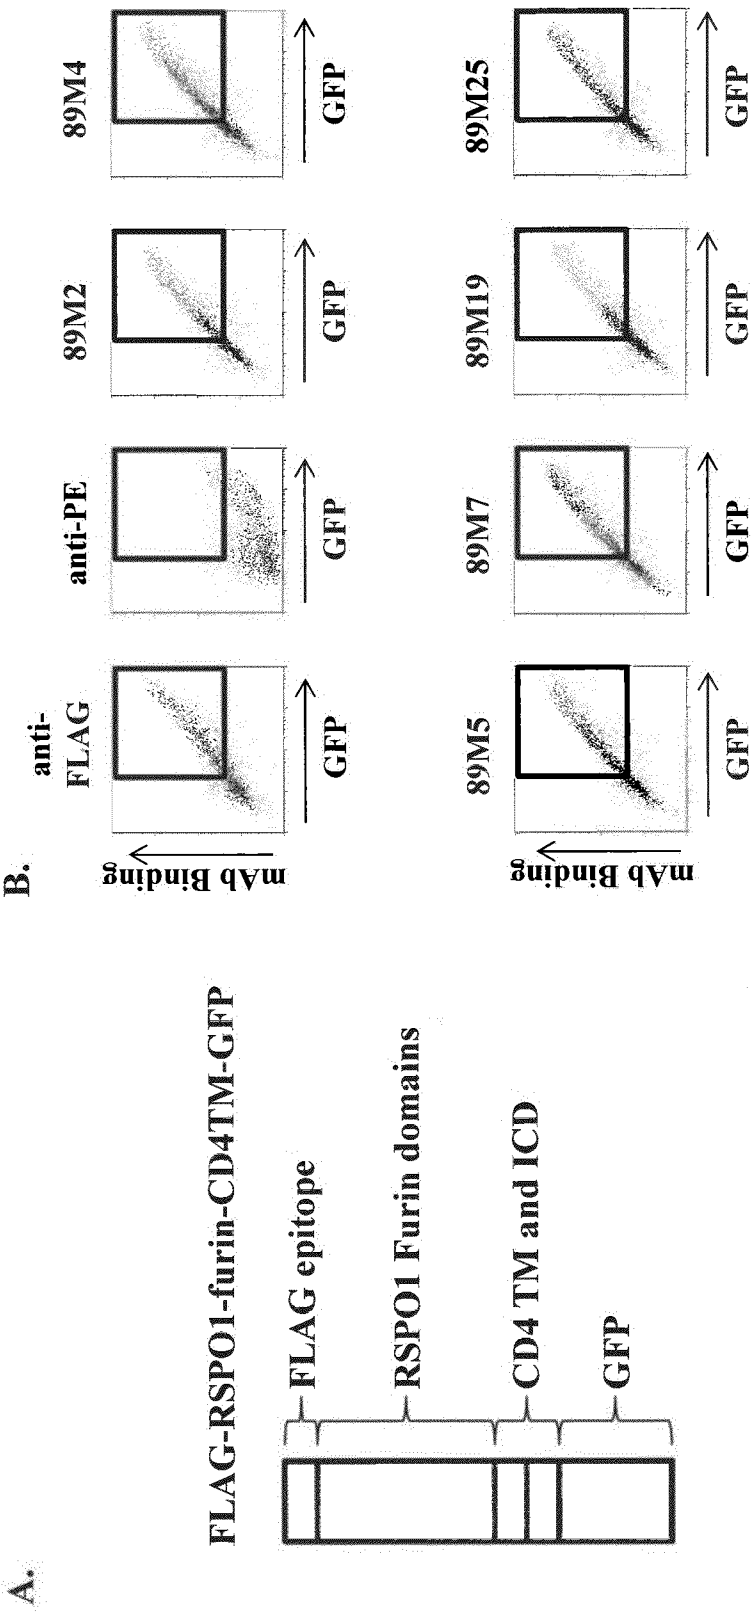 A.
FLAG-RSPO1-furin-CD4TM-GFP
FLAG epitope
RSPO1 Furin domains
CD4 TM and ICD
GFP
B.
anti-
FLAG
anti-PE
89M2
89M4
mAb Binding
GFP
GFP
GFP
GFP
89M5
89M7
89M19
89M25
mAb Binding
GFP
GFP
GFP
GFP